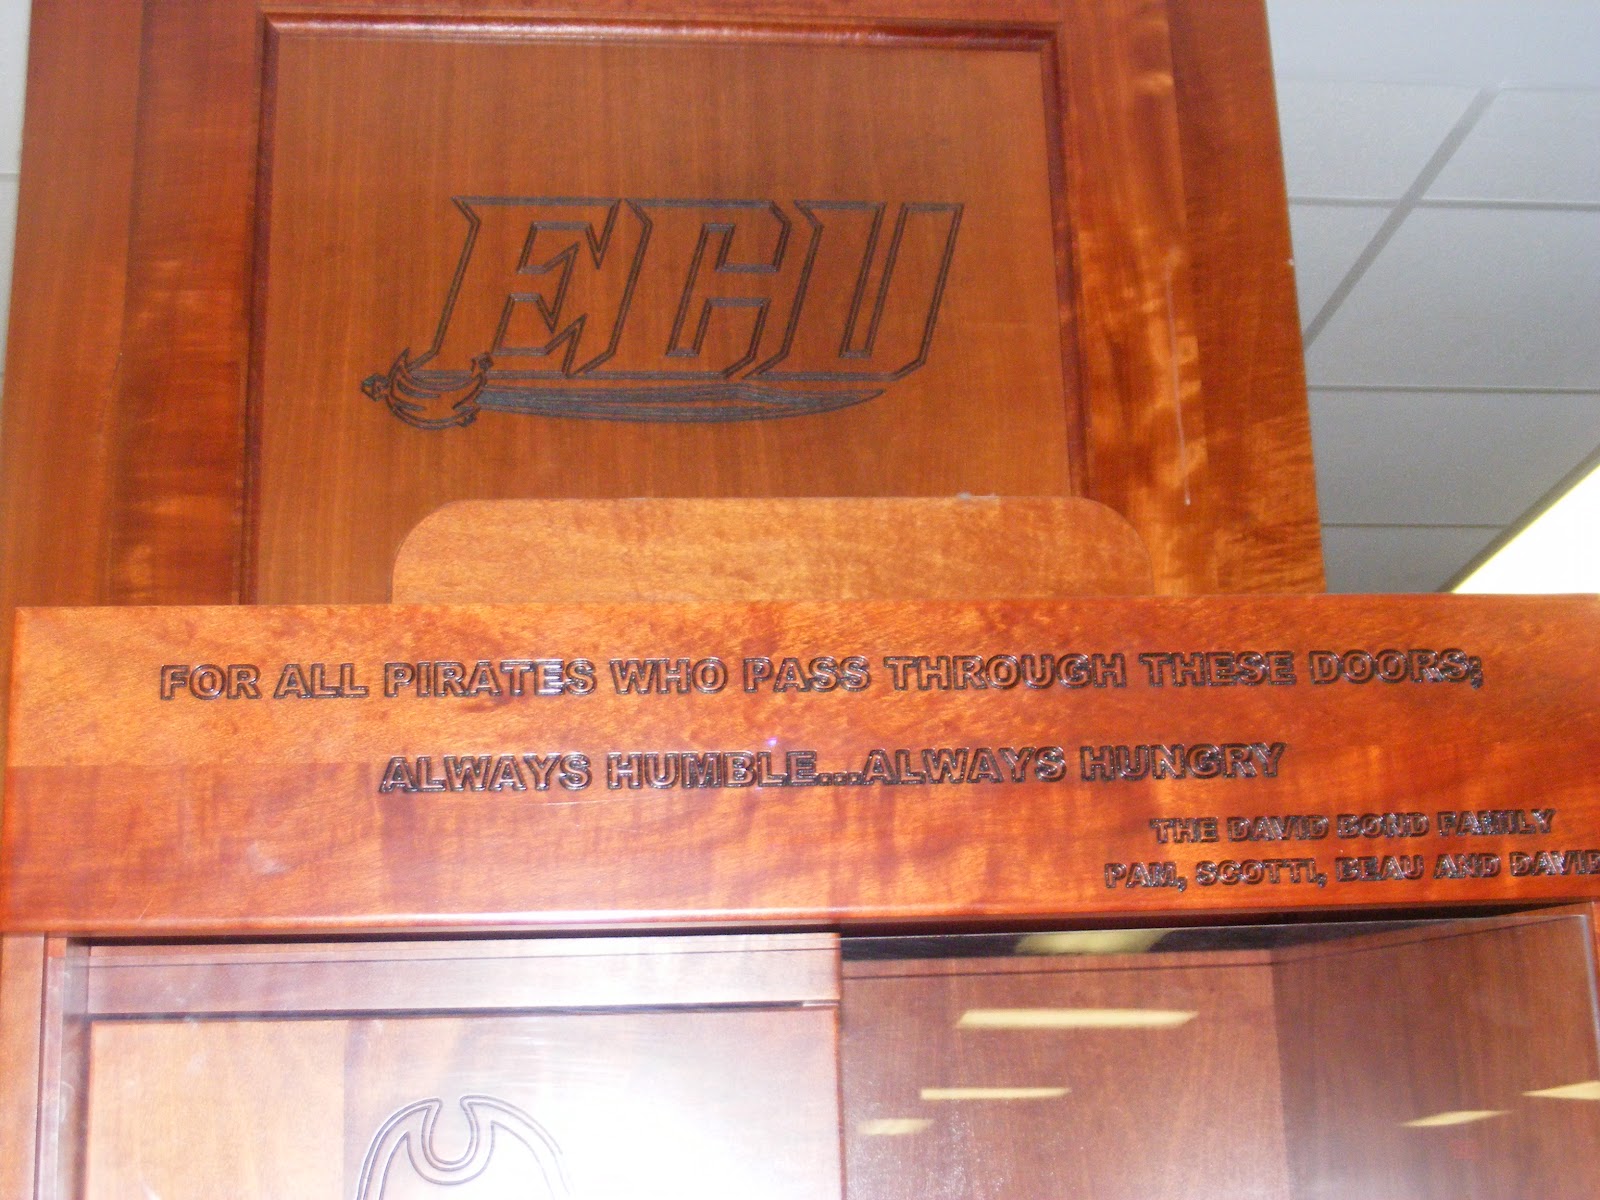 ECU
FOR ALL PIRATES WHO PASS THROUGH THESE DOORS;
ALWAYS HUMBLE...ALWAYS HUNGRY
THE DAVID BOND FAMILY
PAM, SCOTTI, BEAU AND DAVID